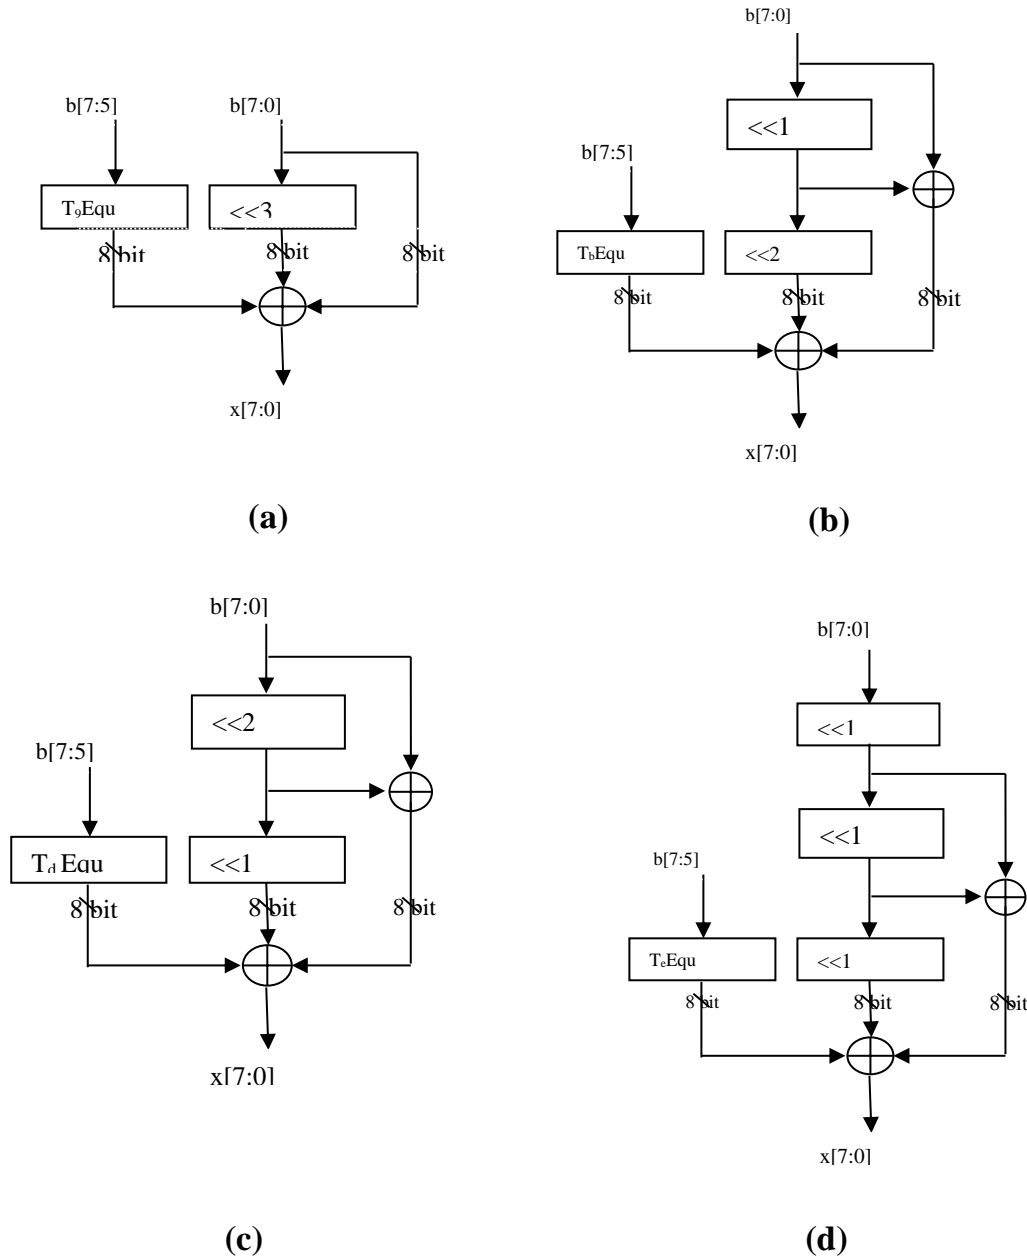 b[7:5]
b[7:0]
T9Equ
<<3
8 bit
8 bit
8 bit
x[7:0]
(a)
b[7:0]
<<1
b[7:5]
TbEqu
<<2
8 bit
8 bit
8 bit
x[7:0]
(b)
b[7:0]
<<2
b[7:5]
Td Equ
<<1
8 bit
8 bit
8 bit
x[7:0]
(c)
b[7:0]
<<1
<<1
b[7:5]
TeEqu
<<1
8 bit
8 bit
8 bit
x[7:0]
(d)